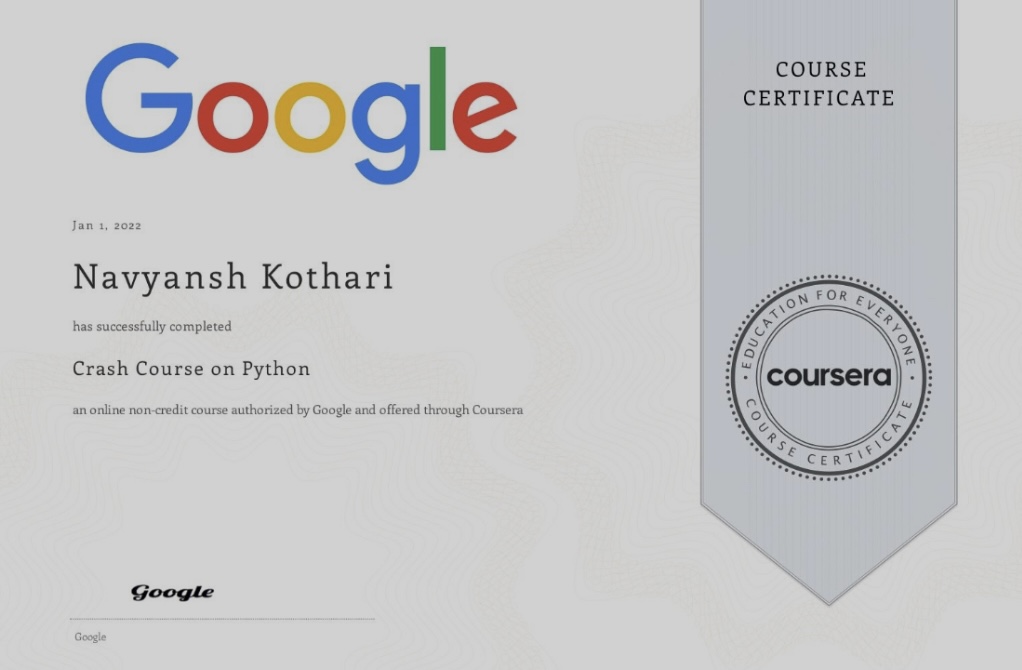 Google
Jan 1, 2022
Navyansh Kothari
has successfully completed
Crash Course on Python
an online non-credit course authorized by Google and offered through Coursera
Google
Google
COURSE
CERTIFICATE
EDUCATION FOR EVERYONE
coursera
COURSE CERTIFICATE